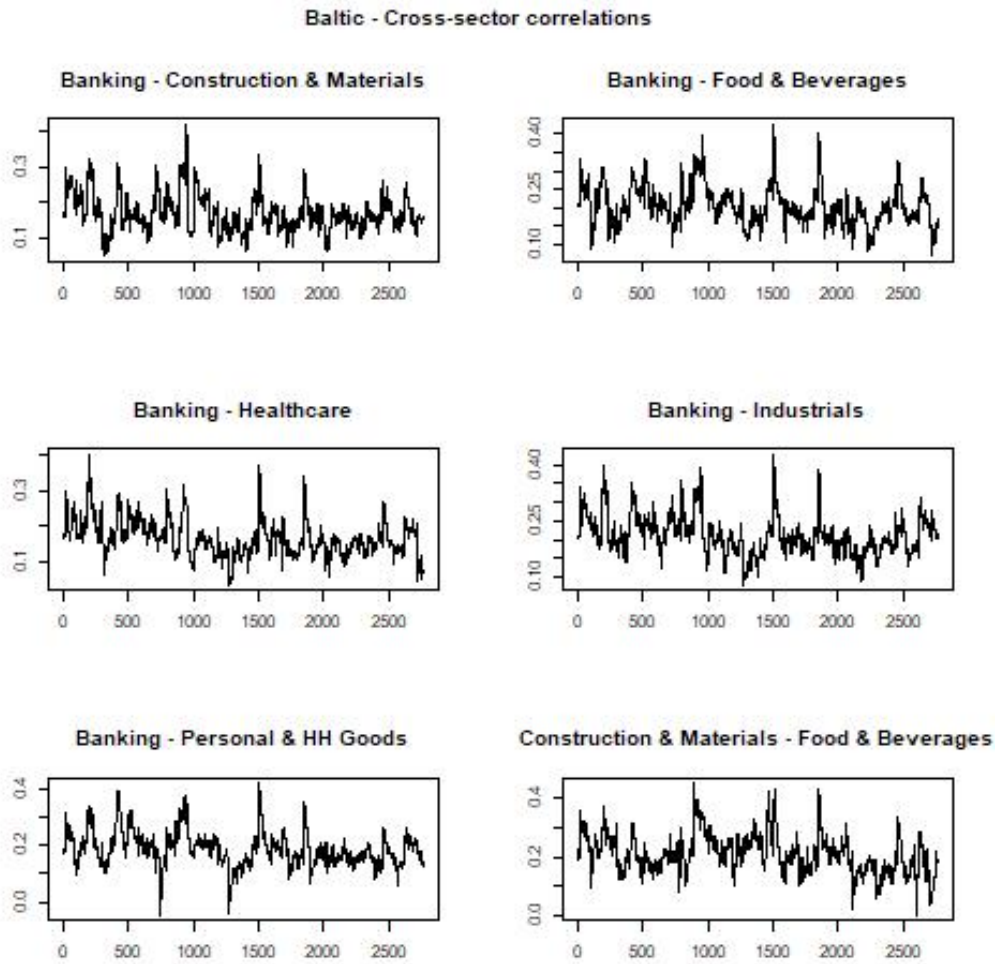 Baltic - Cross-sector correlations
Banking - Construction & Materials
0.3
0.1
0 500 1000 1500 2000 2500
Banking - Food & Beverages
0.40
0.25
0.10
0 500 1000 1500 2000 2500
Banking - Healthcare
0.3
0.1
0 500 1000 1500 2000 2500
Banking - Industrials
0.40
0.25
0.10
0 500 1000 1500 2000 2500
Banking - Personal & HH Goods
0.4
0.2
0.0
0 500 1000 1500 2000 2500
Construction & Materials - Food & Beverages
0.4
0.2
0.0
0 500 1000 1500 2000 2500